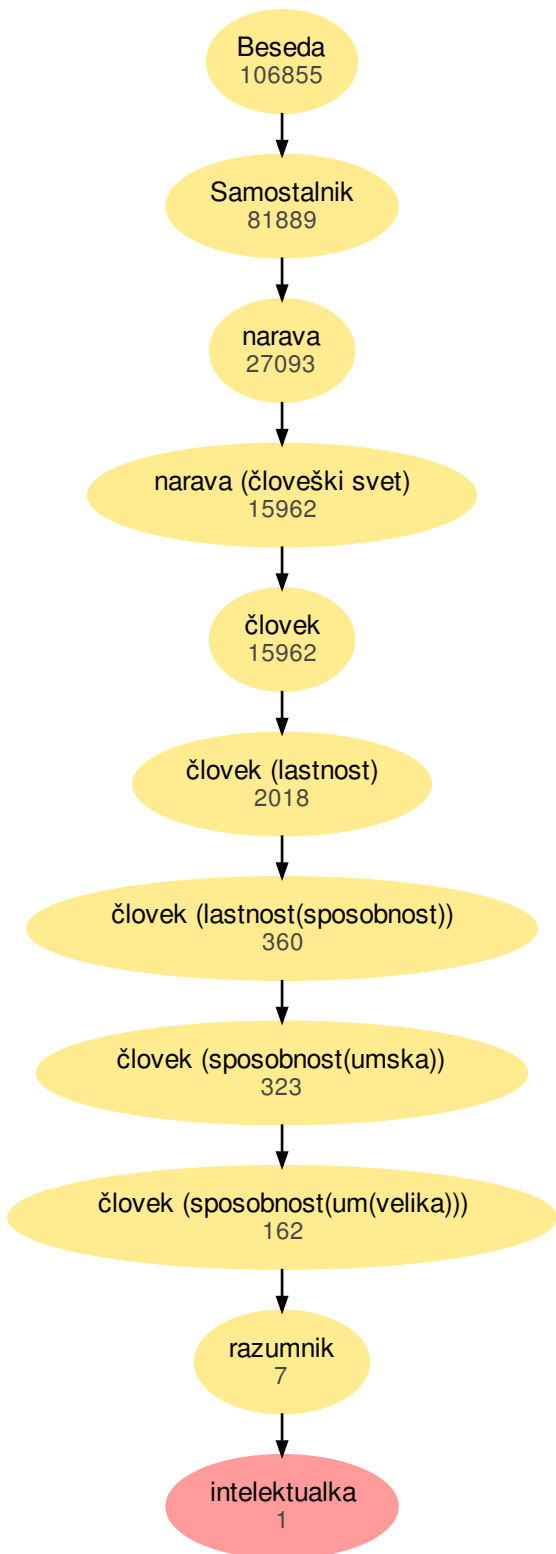 Beseda
106855
Samostalnik
81889
narava
27093
narava (človeški svet)
15962
človek
15962
človek (lastnost)
2018
človek (lastnost(sposobnost))
360
človek (sposobnost(umska))
323
človek (sposobnost(um(velika)))
162
razumnik
7
intelektualka
1